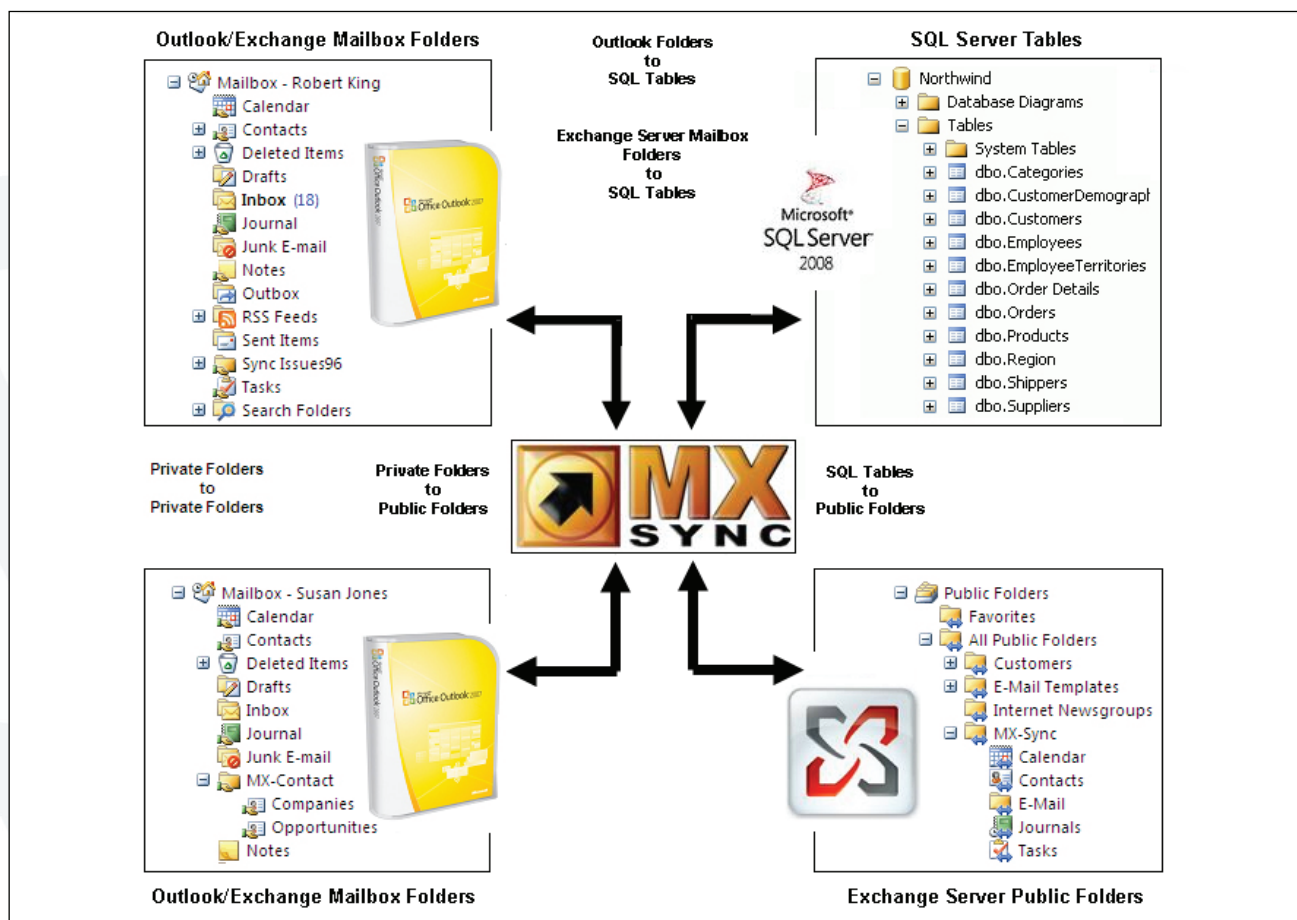 Outlook/Exchange Mailbox Folders
Mailbox - Robert King
Calendar
Contacts
Deleted Items
Drafts
Inbox (18)
Journal
Junk E-mail
Notes
Outbox
RSS Feeds
Sent Items
Sync Issues96
Tasks
Search Folders
Office Outlook 2007
Outlook Folders
to
SQL Tables
Exchange Server Mailbox
Folders
to
SQL Tables
SQL Server Tables
Microsoft®
SQL Server
2008
Northwind
Database Diagrams
Tables
System Tables
dbo.Categories
dbo.CustomerDemograph
dbo.Customers
dbo.Employees
dbo.EmployeeTerritories
dbo.Order Details
dbo.Orders
dbo.Products
dbo.Region
dbo.Shippers
dbo.Suppliers
Private Folders
to
Private Folders
Private Folders
to
Public Folders
MX
SYNC
SQL Tables
to
Public Folders
Mailbox - Susan Jones
Calendar
Contacts
Deleted Items
Drafts
Inbox
Journal
Junk E-mail
MX-Contact
Companies
Opportunities
Notes
Office Outlook 2007
Outlook/Exchange Mailbox Folders
Public Folders
Favorites
All Public Folders
Customers
E-Mail Templates
Internet Newsgroups
MX-Sync
Calendar
Contacts
E-Mail
Journals
Tasks
Exchange Server Public Folders